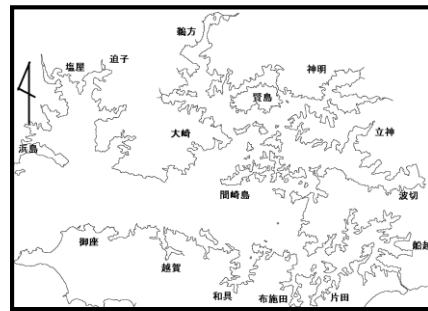 鵜方
迫子
塩屋
神明
賢島
大崎
立神
浜島
間崎島
波切
御座
船越
越賀
和具
布施田
片田